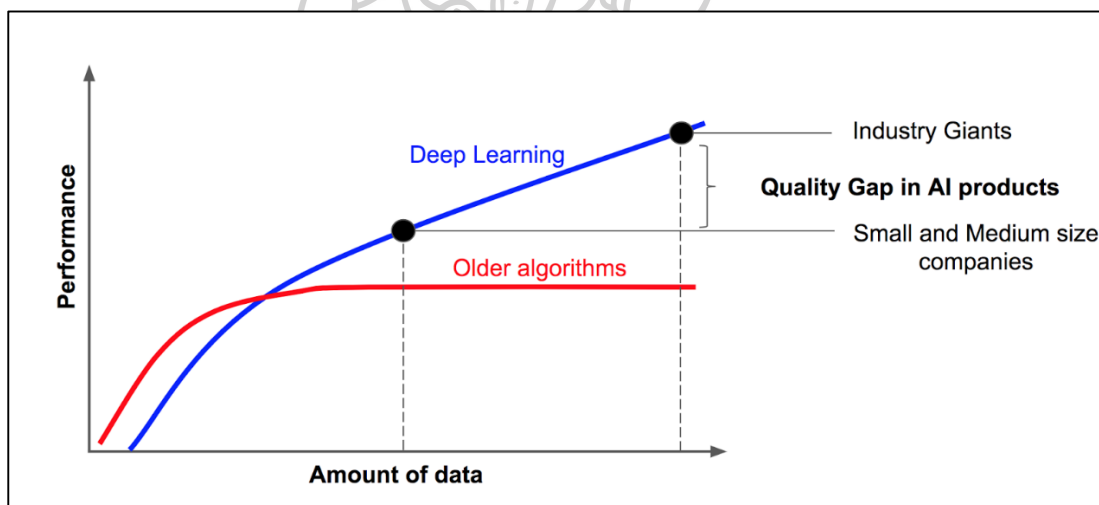 Industry Giants
Deep Learning
Quality Gap in AI products
Small and Medium size
companies
Older algorithms
Performance
Amount of data